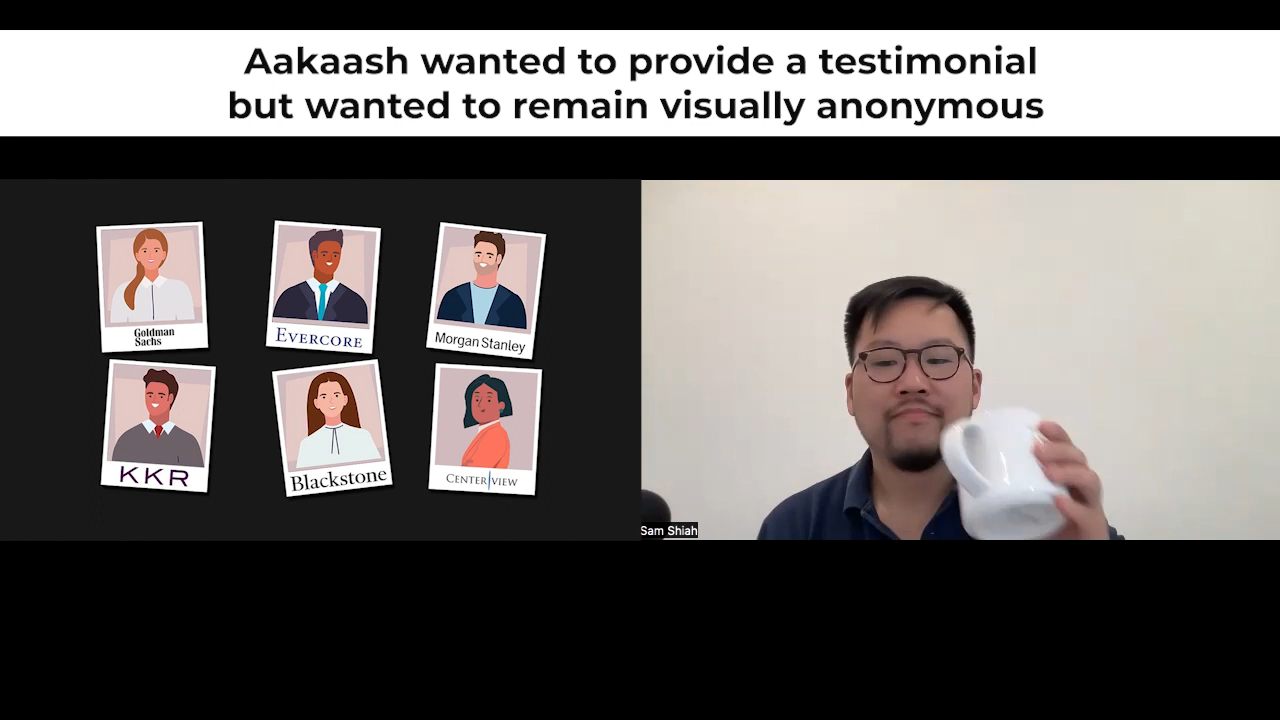 Aakaash wanted to provide a testimonial
but wanted to remain visually anonymous
Goldman
Sachs
EVERCORE
Morgan Stanley
KKR
Blackstone
CENTERVIEW
Sam Shiah